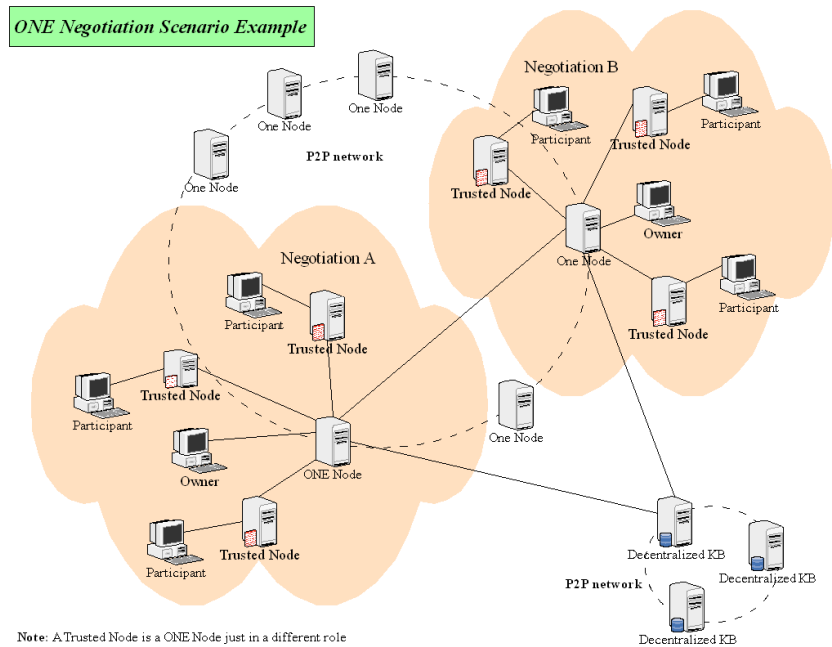 ONE Negotiation Scenario Example
Negotiation B
One Node
One Node
One Node
P2P network
Participant
Trusted Node
Participant
Trusted Node
Owner
One Node
Participant
Trusted Node
Negotiation A
Participant
Trusted Node
Trusted Node
Participant
One Node
ONE Node
Owner
Trusted Node
Participant
Decentralized KB
Decentralized KB
P2P network
Decentralized KB
Note: A Trusted Node is a ONE Node just in a different role